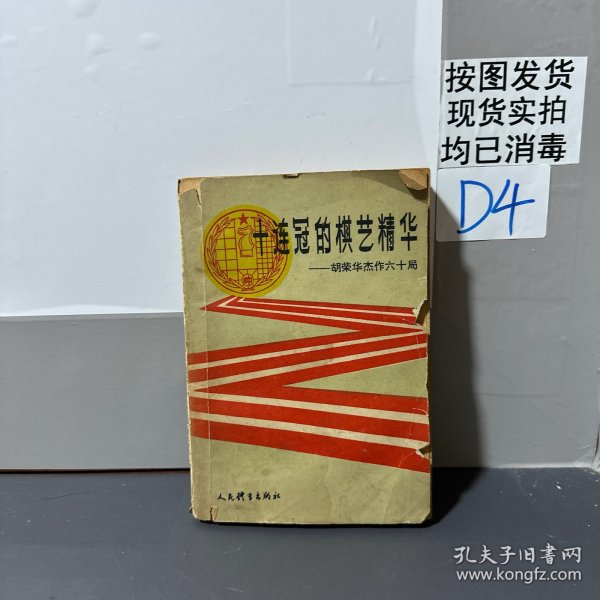 按图发货
现货实拍
均已消毒
D4
十连冠的棋艺精华
——胡荣华杰作六十局
人民体育出版社
孔夫子旧书网
www.kongfz.com